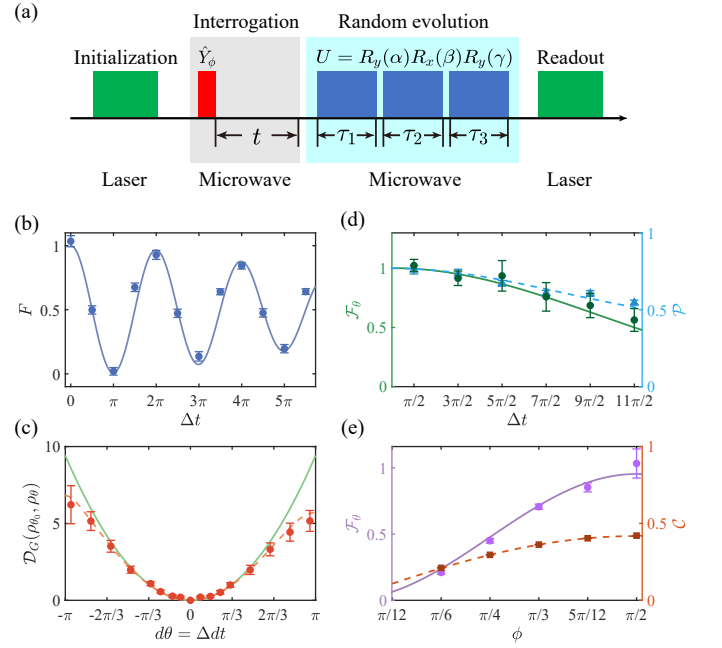 (a)
Interrogation Random evolution
Initialization Ŷ_ϕ U = R_y(α)R_x(β)R_y(γ) Readout
t τ_1 τ_2 τ_3
Laser Microwave Microwave Laser
(b)
1
0.5
0
F
0 π 2π 3π 4π 5π
Δt
(d)
1
0.5
0
ℱ_θ
1
0.5
0
𝒫
π/2 3π/2 5π/2 7π/2 9π/2 11π/2
Δt
(c)
10
5
0
𝒟_G(ρ_{θ_0}, ρ_θ)
-π -2π/3 -π/3 0 π/3 2π/3 π
dθ = Δdt
(e)
1
0.5
0
ℱ_θ
1
0.5
0
𝒞
π/12 π/6 π/4 π/3 5π/12 π/2
ϕ